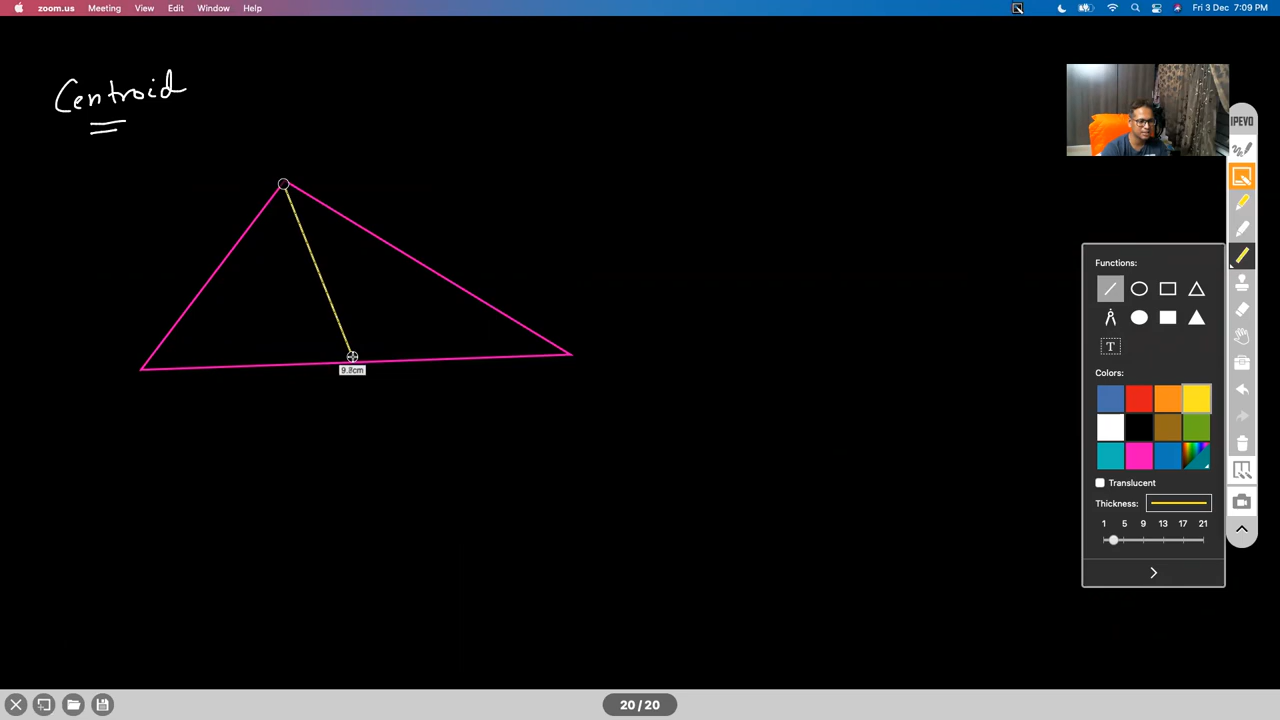 zoom.us Meeting View Edit Window Help Fri 3 Dec 7:09 PM
Centroid
IPEVO
9.8cm
Functions:
T
Colors:
Translucent
Thickness:
1 5 9 13 17 21
20 / 20